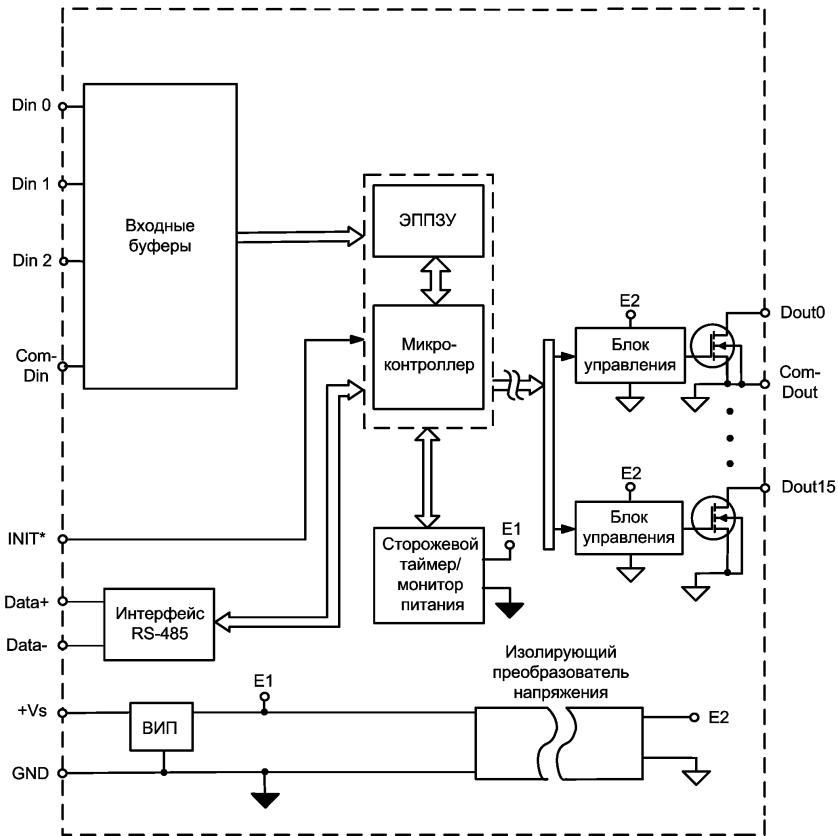 Din 0
Din 1
Din 2
Com-
Din
Входные
буферы
ЭППЗУ
Микро-
контроллер
E2
Блок
управления
Dout0
Com-
Dout
E2
Блок
управления
Dout15
INIT*
Сторожевой
таймер/
монитор
питания
E1
Data+
Data-
Интерфейс
RS-485
Изолирующий
преобразователь
напряжения
+Vs
ВИП
E1
E2
GND